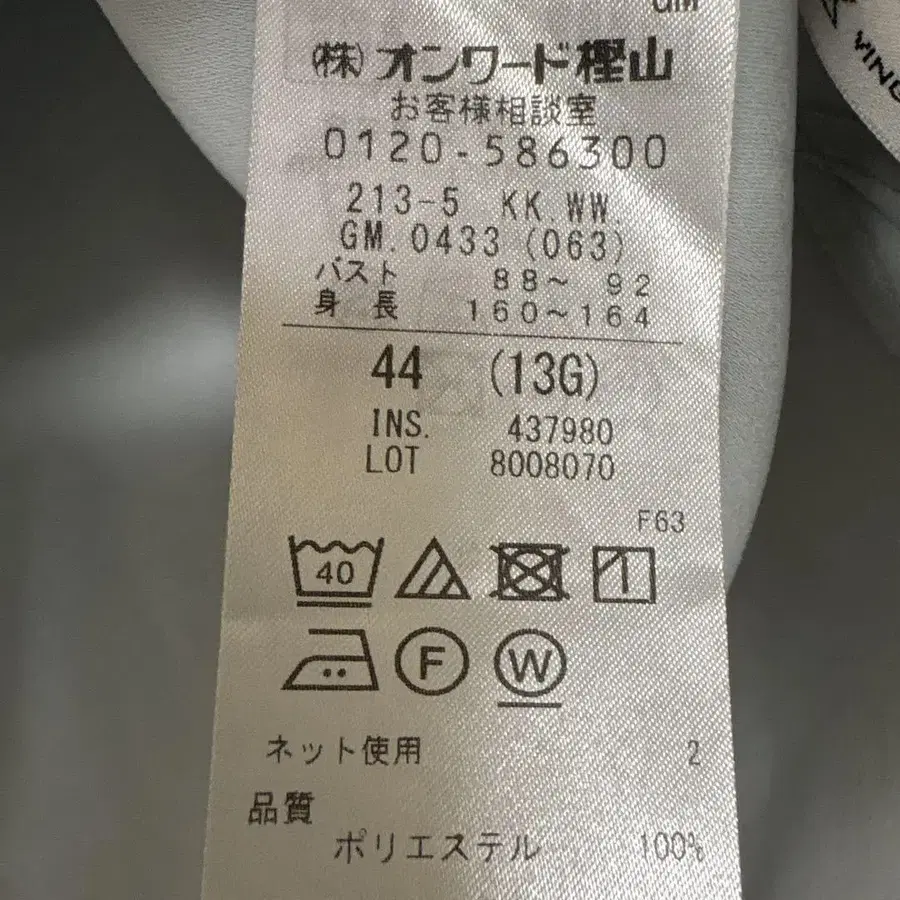 GM
(株)オンワード樫山
お客様相談室
0120-586300
213-5 KK.WW.
GM.0433(063)
バスト 88~ 92
身 長 160~164
44 (13G)
INS. 437980
LOT 8008070
F63
40
F W
ネット使用 2
品質
ポリエステル 100%